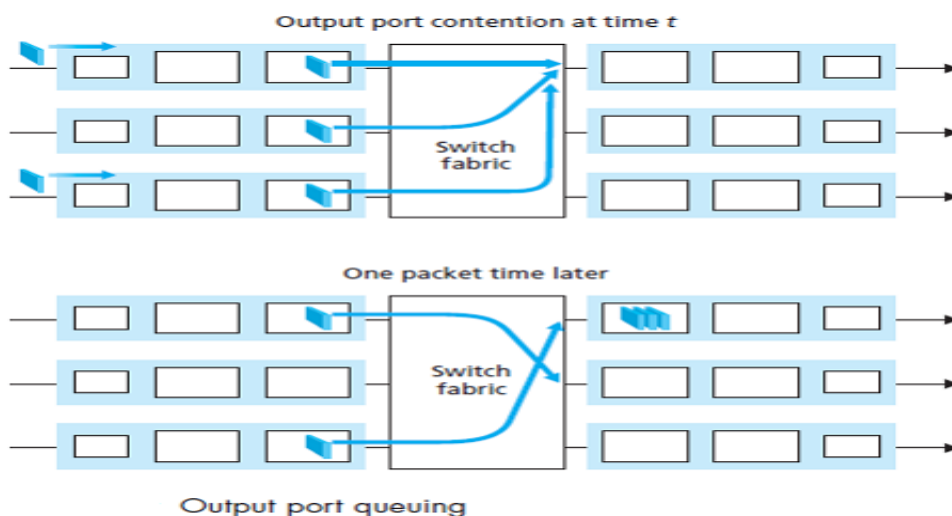 Output port contention at time t
Switch
fabric
One packet time later
Switch
fabric
Output port queuing